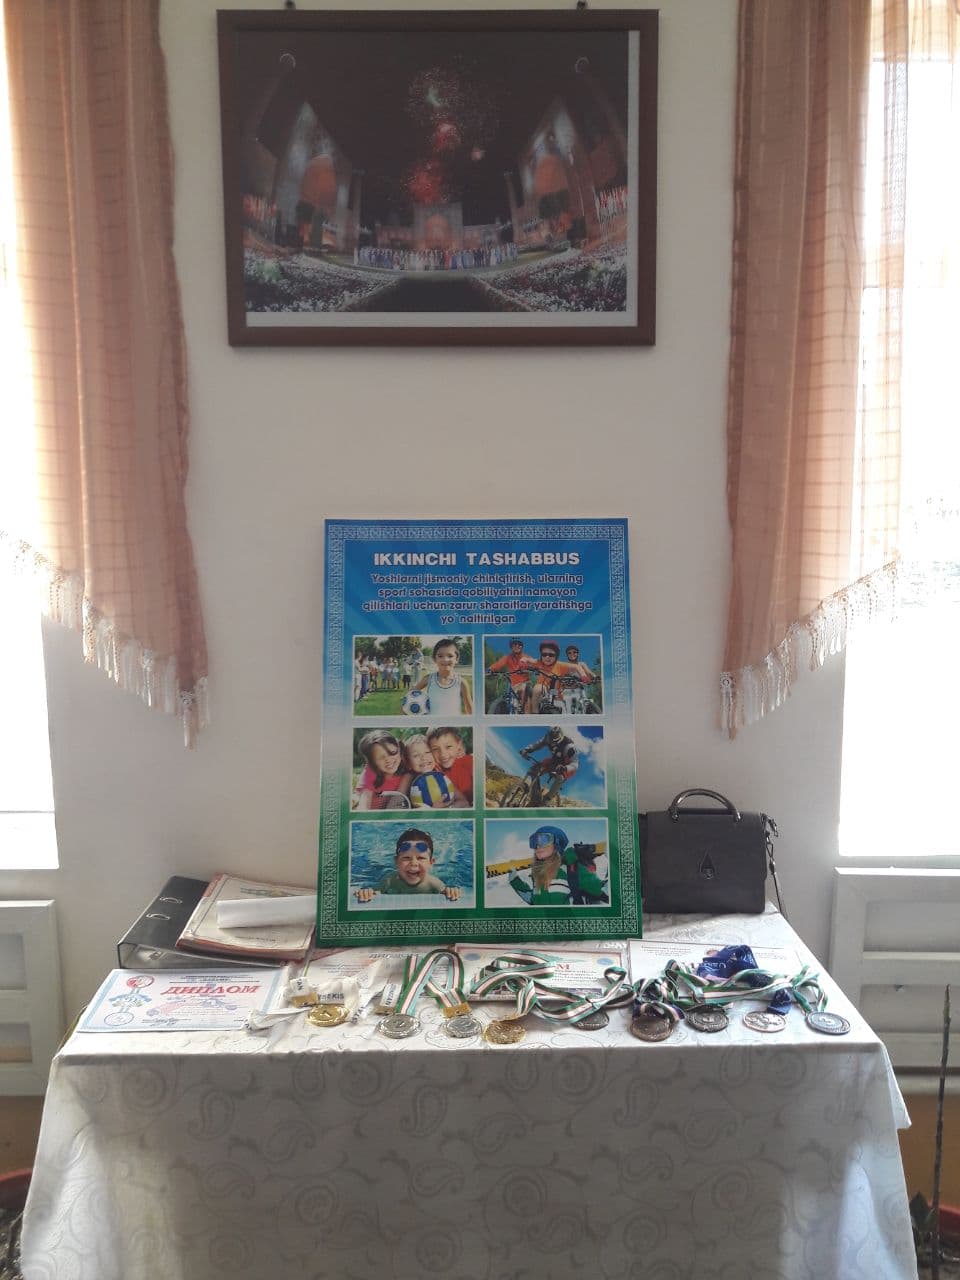 IKKINCHI TASHABBUS
Yoshlarni jismoniy chiniqtirish, ularning
sport sohasida qobiliyatini namoyon
qilishlari uchun zarur sharoitlar yaratishga
yo`naltirilgan
ДИПЛОМ